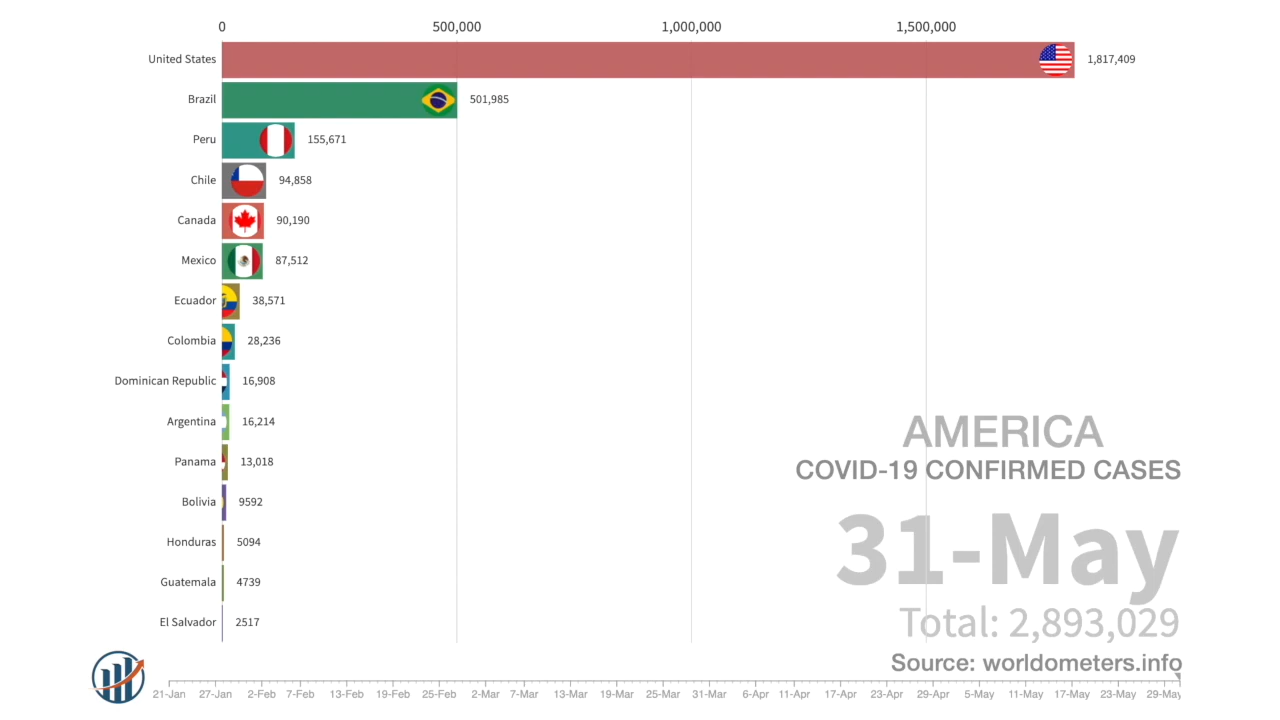 0 500,000 1,000,000 1,500,000
United States 1,817,409
Brazil 501,985
Peru 155,671
Chile 94,858
Canada 90,190
Mexico 87,512
Ecuador 38,571
Colombia 28,236
Dominican Republic 16,908
Argentina 16,214
Panama 13,018
Bolivia 9592
Honduras 5094
Guatemala 4739
El Salvador 2517
AMERICA
COVID-19 CONFIRMED CASES
31-May
Total: 2,893,029
Source: worldometers.info
21-Jan 27-Jan 2-Feb 7-Feb 13-Feb 19-Feb 25-Feb 2-Mar 7-Mar 13-Mar 19-Mar 25-Mar 31-Mar 6-Apr 11-Apr 17-Apr 23-Apr 29-Apr 5-May 11-May 17-May 23-May 29-May